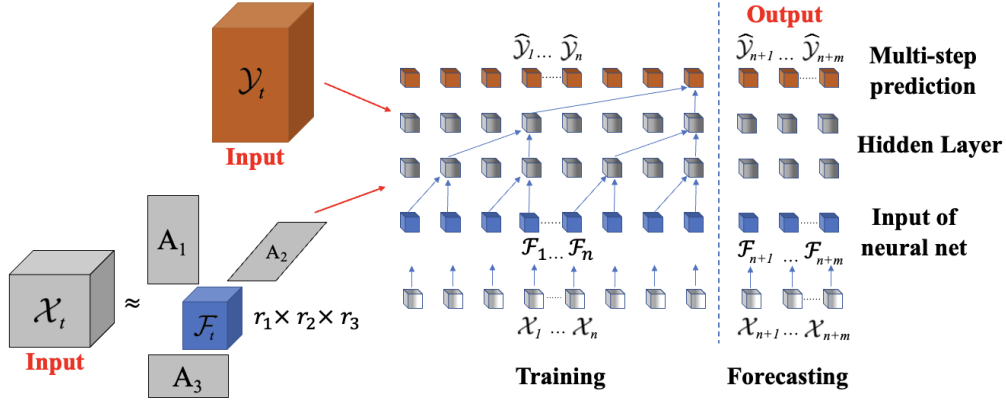 𝒴t
Input
A1
A2
𝒳t
≈
ℱt
r1 × r2 × r3
Input
A3
Output
𝒴̂1 ... 𝒴̂n
𝒴̂n+1 ... 𝒴̂n+m
Multi-step
prediction
Hidden Layer
Input of
neural net
ℱ1 ... ℱn
ℱn+1 ... ℱn+m
𝒳1 ... 𝒳n
𝒳n+1 ... 𝒳n+m
Training
Forecasting